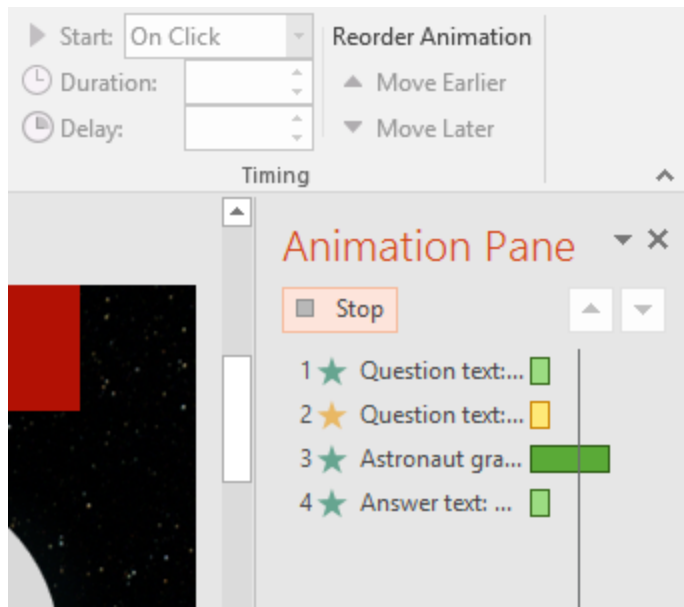 Start: On Click
Reorder Animation
Duration:
Move Earlier
Delay:
Move Later
Timing
Animation Pane
Stop
1 Question text:...
2 Question text:...
3 Astronaut gra...
4 Answer text: ...